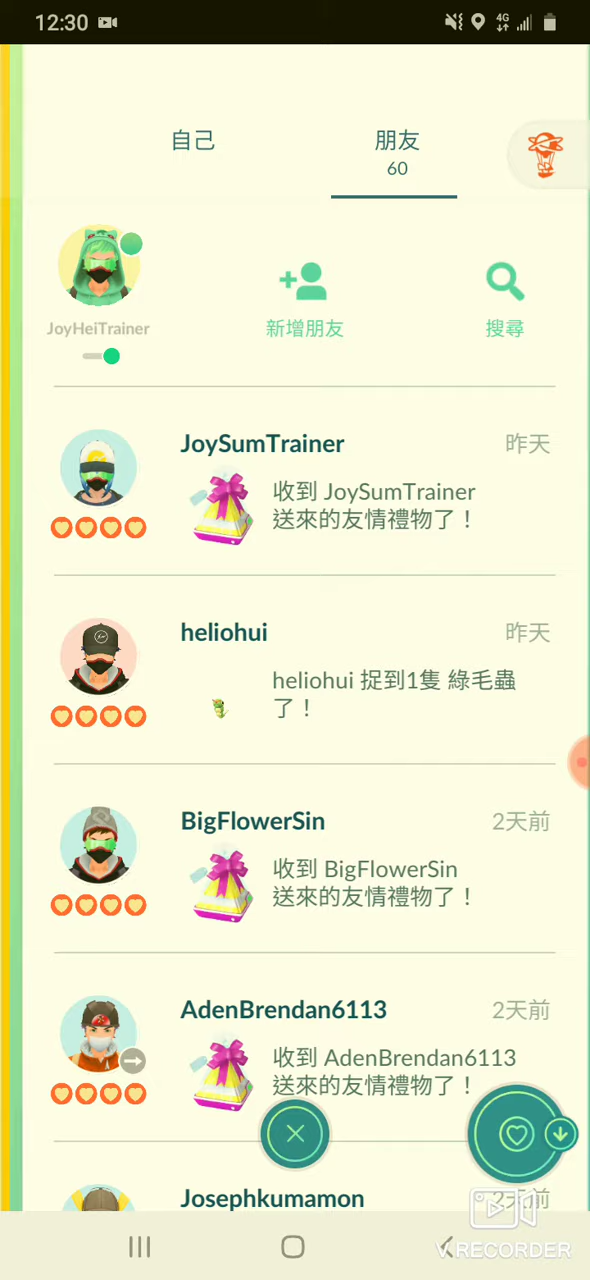 12:30
4G
自己
朋友
60
JoyHeiTrainer
新增朋友
搜尋
JoySumTrainer
昨天
收到 JoySumTrainer
送來的友情禮物了！
heliohui
昨天
heliohui 捉到1隻 綠毛蟲
了！
BigFlowerSin
2天前
收到 BigFlowerSin
送來的友情禮物了！
AdenBrendan6113
2天前
收到 AdenBrendan6113
送來的友情禮物了！
Josephkumamon
2天前
V.RECORDER